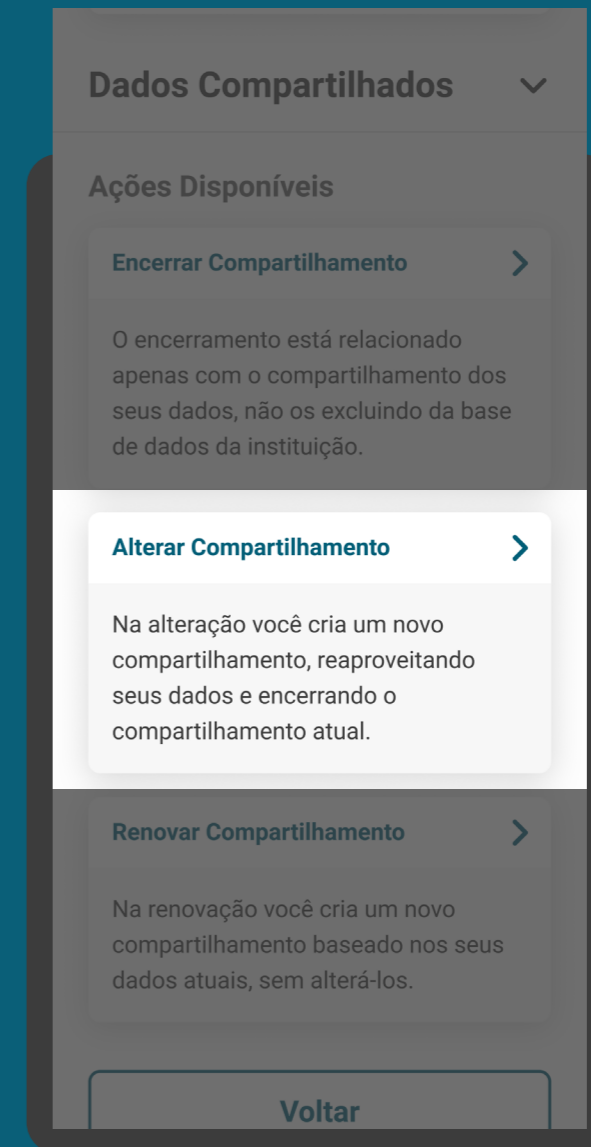 Dados Compartilhados
Ações Disponíveis
Encerrar Compartilhamento
O encerramento está relacionado
apenas com o compartilhamento dos
seus dados, não os excluindo da base
de dados da instituição.
Alterar Compartilhamento
Na alteração você cria um novo
compartilhamento, reaproveitando
seus dados e encerrando o
compartilhamento atual.
Renovar Compartilhamento
Na renovação você cria um novo
compartilhamento baseado nos seus
dados atuais, sem alterá-los.
Voltar